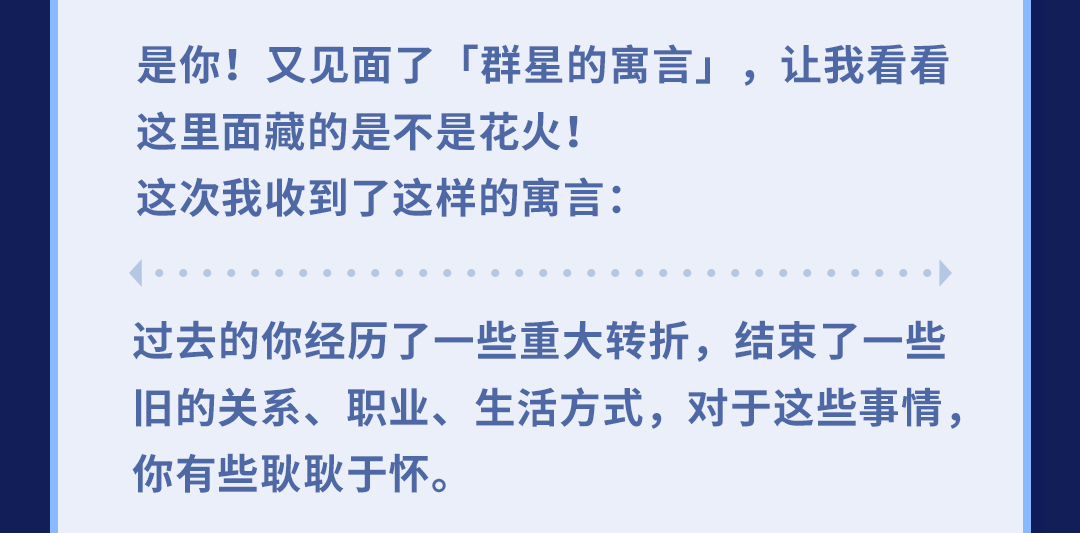 是你！又见面了「群星的寓言」，让我看看
这里面藏的是不是花火！
这次我收到了这样的寓言：
过去的你经历了一些重大转折，结束了一些
旧的关系、职业、生活方式，对于这些事情，
你有些耿耿于怀。